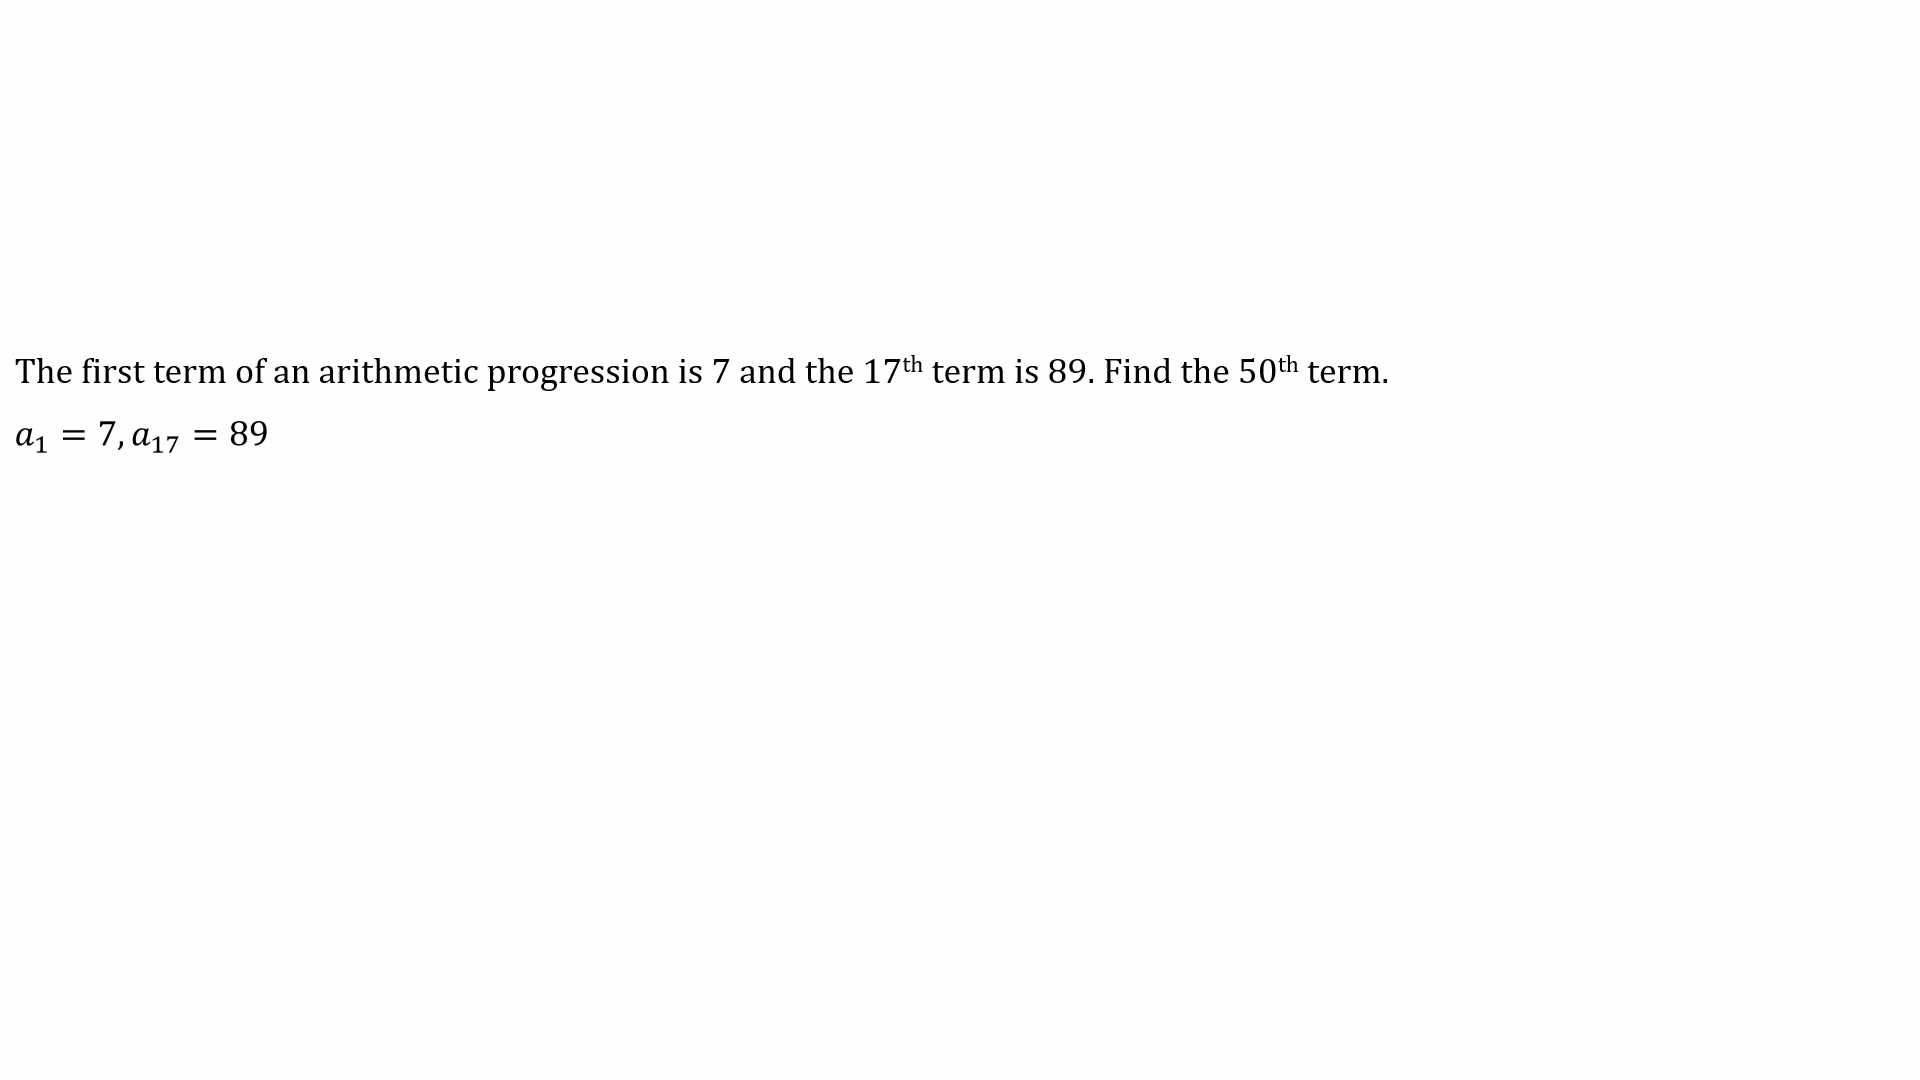 The first term of an arithmetic progression is 7 and the 17th term is 89. Find the 50th term.
a₁ = 7, a₁₇ = 89